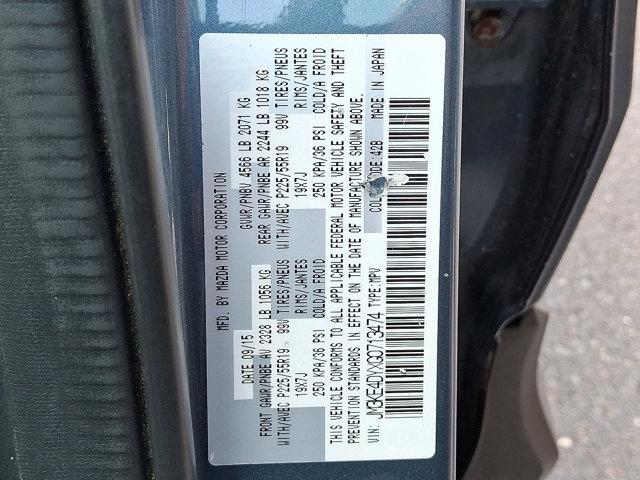 MFD. BY MAZDA MOTOR CORPORATION
DATE 09/15 GVWR/PNBV 4566 LB 2071 KG
FRONT GAWR/PNBE AV 2328 LB 1056 KG REAR GAWR/PNBE AR 2244 LB 1018 KG
WITH/AVEC P225/55R19 99V TIRES/PNEUS WITH/AVEC P225/55R19 99V TIRES/PNEUS
19X7J RIMS/JANTES 19X7J RIMS/JANTES
250 KPA/36 PSI COLD/A FROID 250 KPA/36 PSI COLD/A FROID
THIS VEHICLE CONFORMS TO ALL APPLICABLE FEDERAL MOTOR VEHICLE SAFETY AND THEFT
PREVENTION STANDARDS IN EFFECT ON THE DATE OF MANUFACTURE SHOWN ABOVE.
VIN: JM3KE4DYXG0713474 TYPE:MPV :42B MADE IN JAPAN